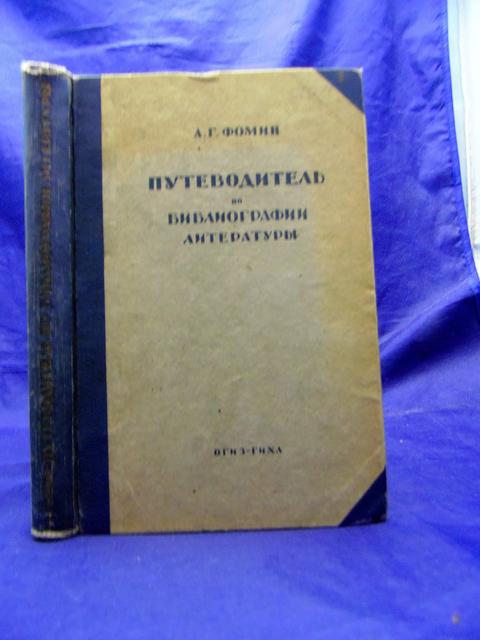 А. Г. ФОМИН
ПУТЕВОДИТЕЛЬ
по
БИБЛИОГРАФИИ
ЛИТЕРАТУРЫ
ОГИЗ-ГИХЛ